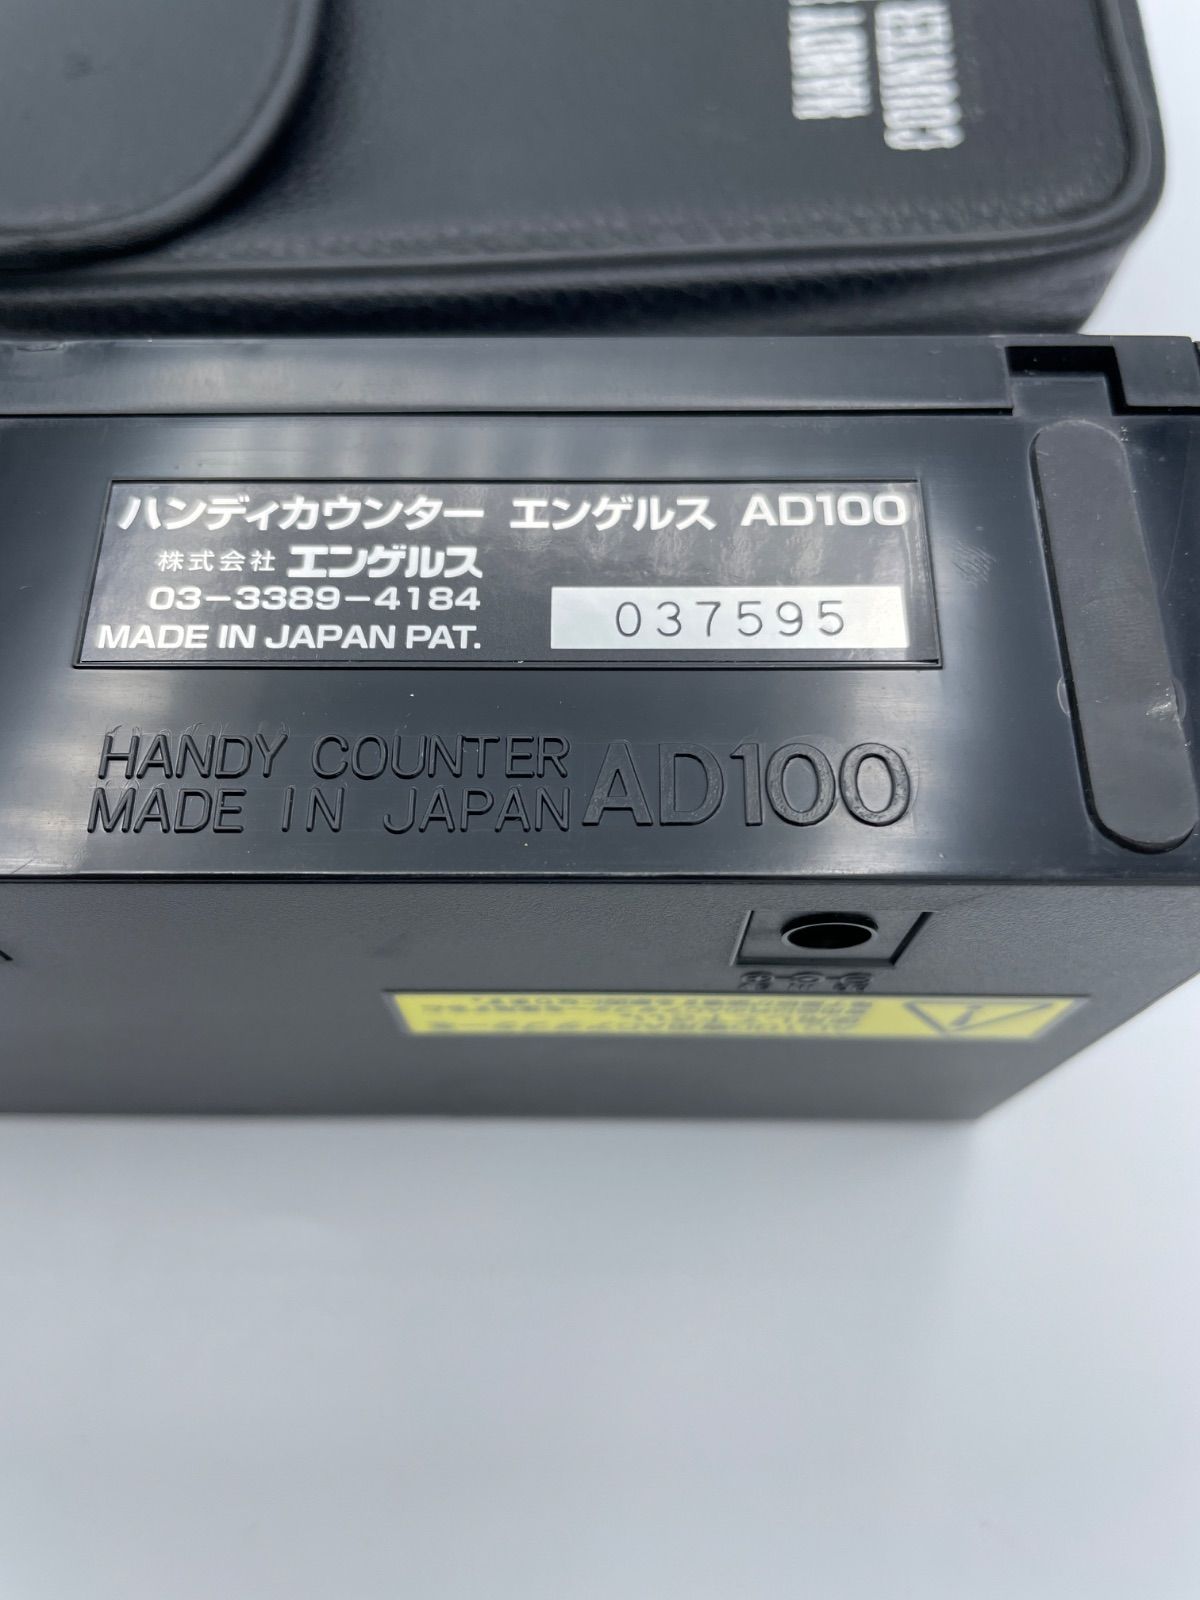 HANDY
COUNTER
ハンディカウンター エンゲルス AD100
株式会社 エンゲルス
03-3389-4184
MADE IN JAPAN PAT.
037595
HANDY COUNTER
MADE IN JAPAN AD100